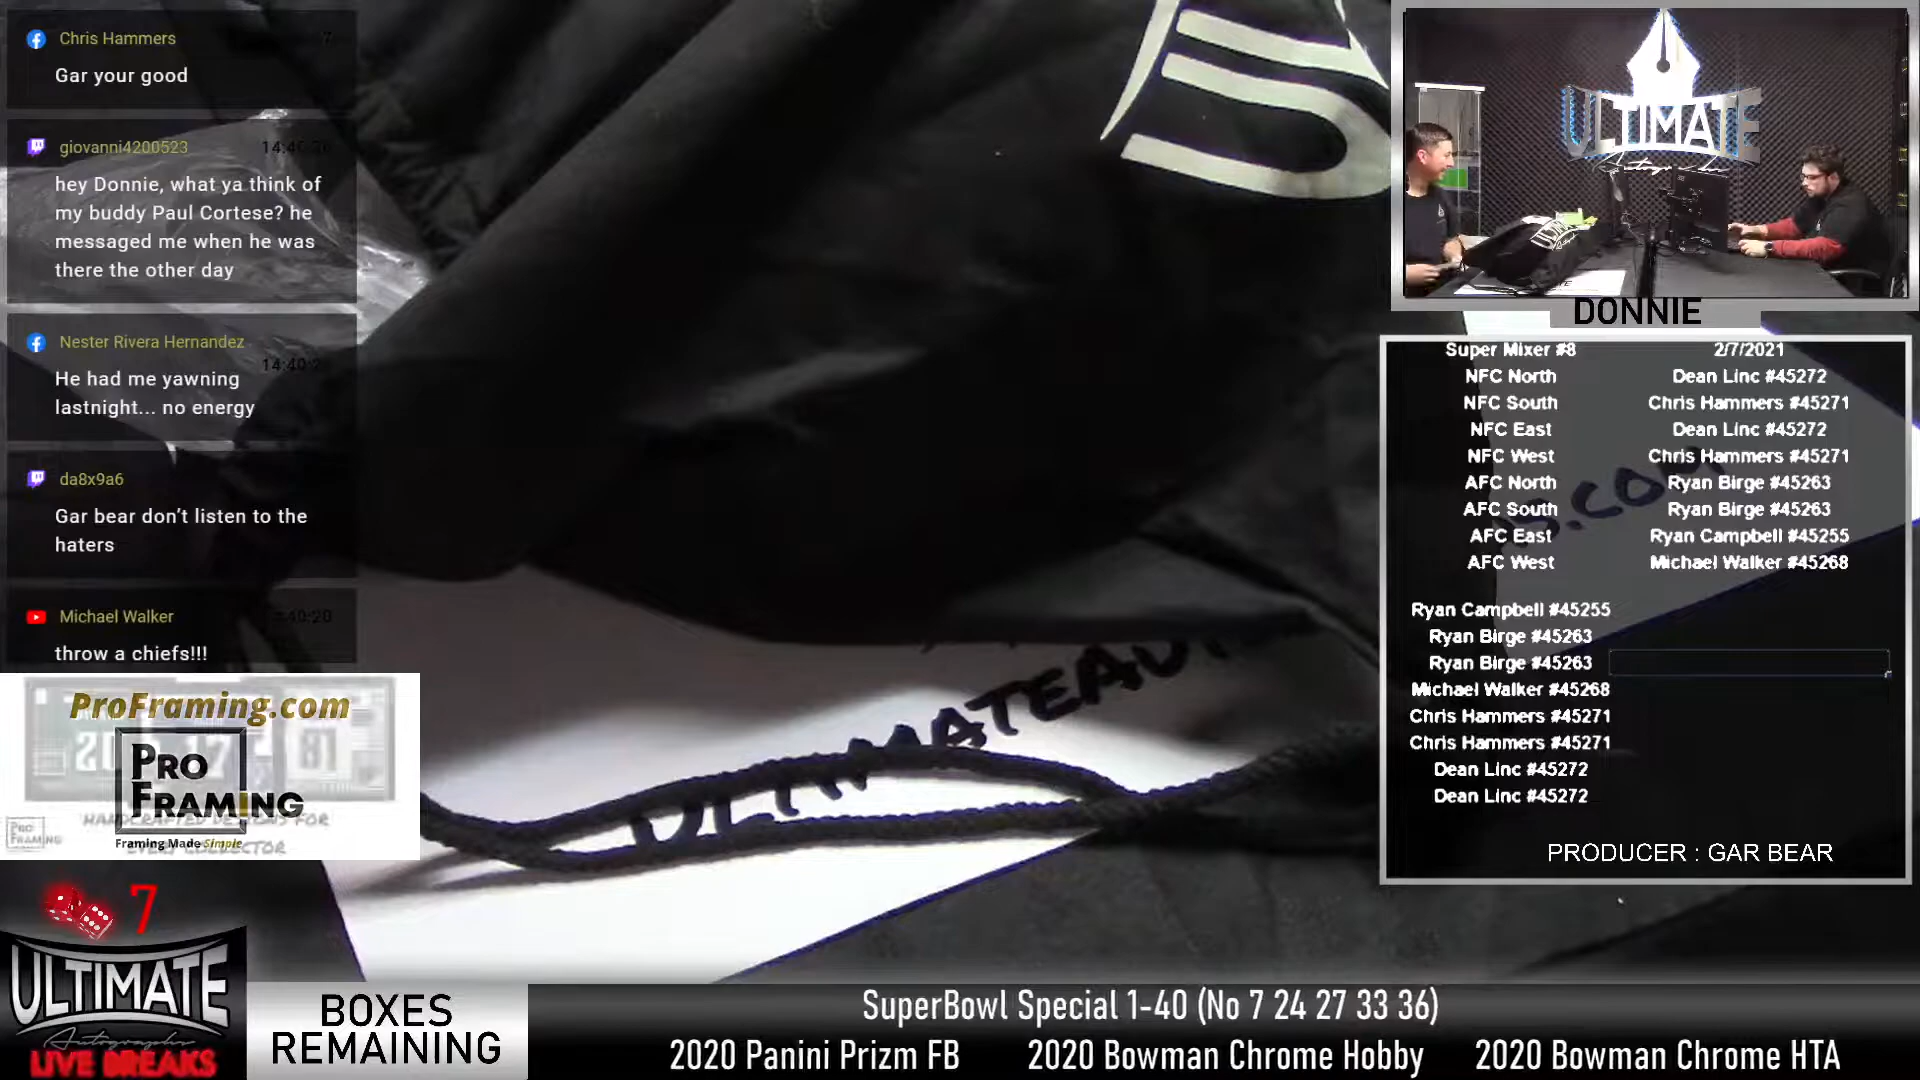 Chris Hammers
7
Gar your good
giovanni4200523
hey Donnie, what ya think of
my buddy Paul Cortese? he
messaged me when he was
there the other day
Nester Rivera Hernandez
He had me yawning
lastnight... no energy
da8x9a6
Gar bear don’t listen to the
haters
Michael Walker
throw a chiefs!!!
ProFraming.com
PRO
FRAMING
HANDCRAFTED DESIGNS FOR
Framing Made Simple
EVERY COLLECTOR
7
ULTIMATE
Autographs
LIVE BREAKS
BOXES
REMAINING
ULTIMATE
Autographs
DONNIE
Super Mixer #8 2/7/2021
NFC North Dean Linc #45272
NFC South Chris Hammers #45271
NFC East Dean Linc #45272
NFC West Chris Hammers #45271
AFC North Ryan Birge #45263
AFC South Ryan Birge #45263
AFC East Ryan Campbell #45255
AFC West Michael Walker #45268
Ryan Campbell #45255
Ryan Birge #45263
Ryan Birge #45263
Michael Walker #45268
Chris Hammers #45271
Chris Hammers #45271
Dean Linc #45272
Dean Linc #45272
PRODUCER : GAR BEAR
SuperBowl Special 1-40 (No 7 24 27 33 36)
2020 Panini Prizm FB 2020 Bowman Chrome Hobby 2020 Bowman Chrome HTA